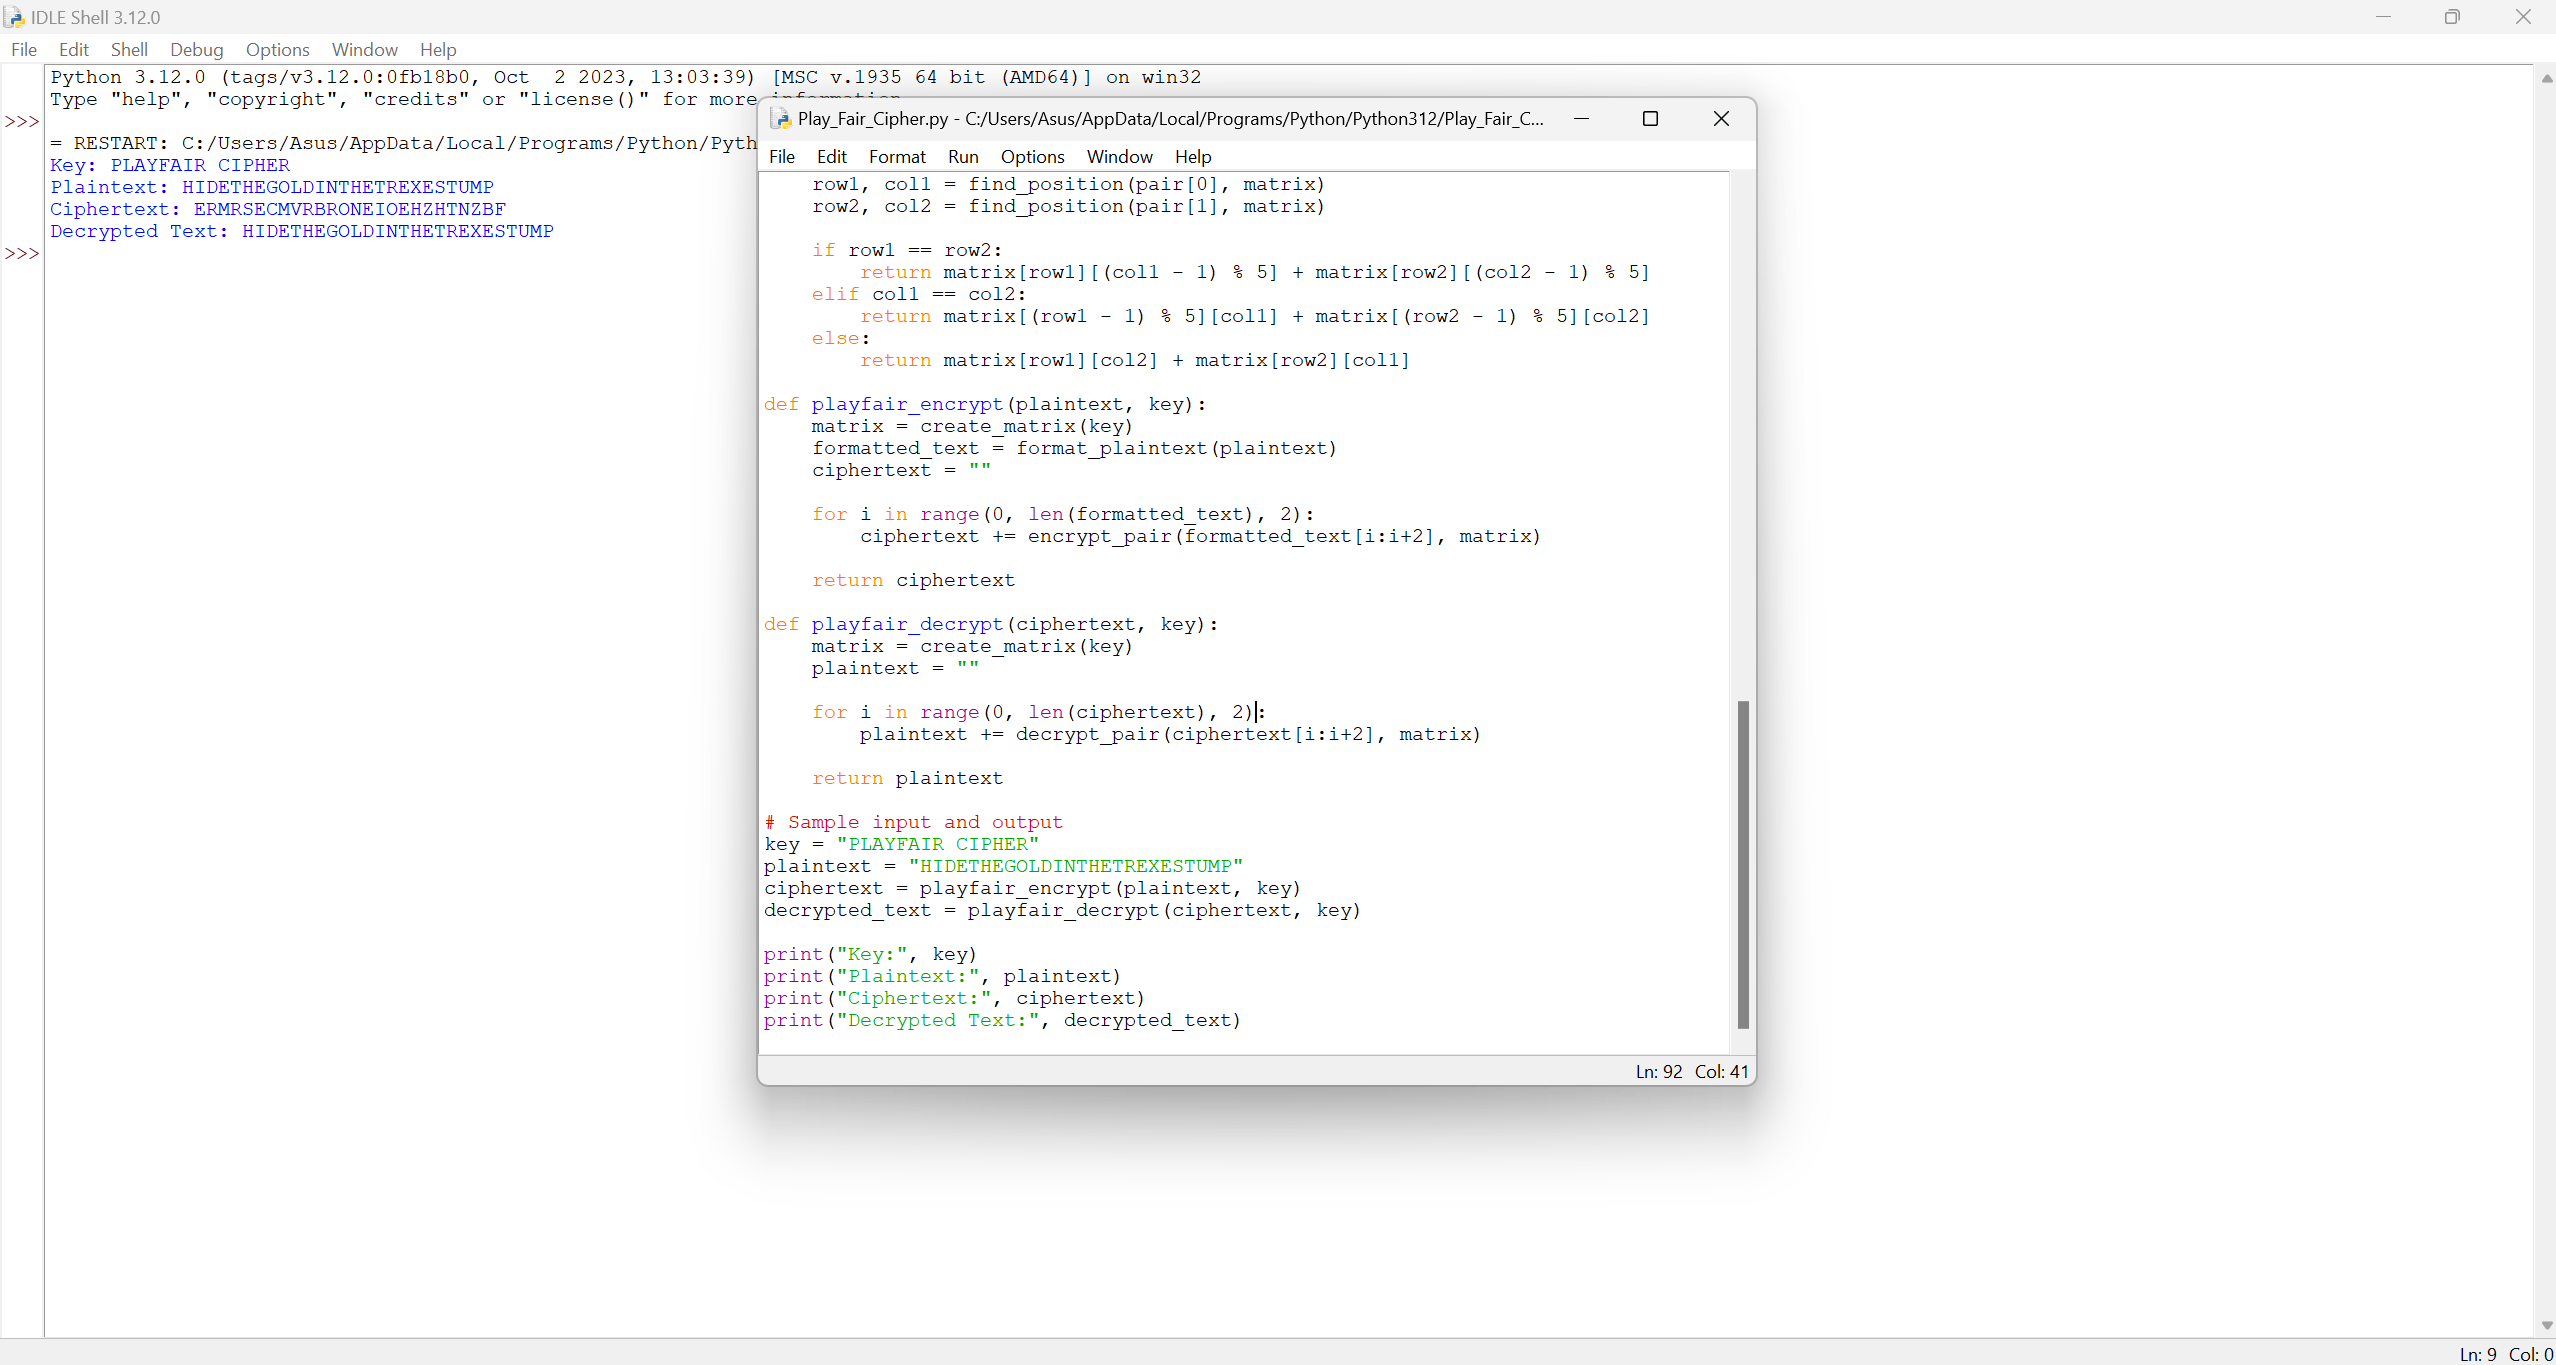 IDLE Shell 3.12.0
File Edit Shell Debug Options Window Help
Python 3.12.0 (tags/v3.12.0:0fb18b0, Oct  2 2023, 13:03:39) [MSC v.1935 64 bit (AMD64)] on win32
Type "help", "copyright", "credits" or "license()" for more
>>>
= RESTART: C:/Users/Asus/AppData/Local/Programs/Python/Pyth
Key: PLAYFAIR CIPHER
Plaintext: HIDETHEGOLDINTHETREXESTUMP
Ciphertext: ERMRSECMVRBRONEIOEHZHTNZBF
Decrypted Text: HIDETHEGOLDINTHETREXESTUMP
>>>
Play_Fair_Cipher.py - C:/Users/Asus/AppData/Local/Programs/Python/Python312/Play_Fair_C...
File Edit Format Run Options Window Help
    row1, col1 = find_position(pair[0], matrix)
    row2, col2 = find_position(pair[1], matrix)
    if row1 == row2:
        return matrix[row1][(col1 - 1) % 5] + matrix[row2][(col2 - 1) % 5]
    elif col1 == col2:
        return matrix[(row1 - 1) % 5][col1] + matrix[(row2 - 1) % 5][col2]
    else:
        return matrix[row1][col2] + matrix[row2][col1]
def playfair_encrypt(plaintext, key):
    matrix = create_matrix(key)
    formatted_text = format_plaintext(plaintext)
    ciphertext = ""
    for i in range(0, len(formatted_text), 2):
        ciphertext += encrypt_pair(formatted_text[i:i+2], matrix)
    return ciphertext
def playfair_decrypt(ciphertext, key):
    matrix = create_matrix(key)
    plaintext = ""
    for i in range(0, len(ciphertext), 2):
        plaintext += decrypt_pair(ciphertext[i:i+2], matrix)
    return plaintext
# Sample input and output
key = "PLAYFAIR CIPHER"
plaintext = "HIDETHEGOLDINTHETREXESTUMP"
ciphertext = playfair_encrypt(plaintext, key)
decrypted_text = playfair_decrypt(ciphertext, key)
print("Key:", key)
print("Plaintext:", plaintext)
print("Ciphertext:", ciphertext)
print("Decrypted Text:", decrypted_text)
Ln: 92 Col: 41
Ln: 9 Col: 0